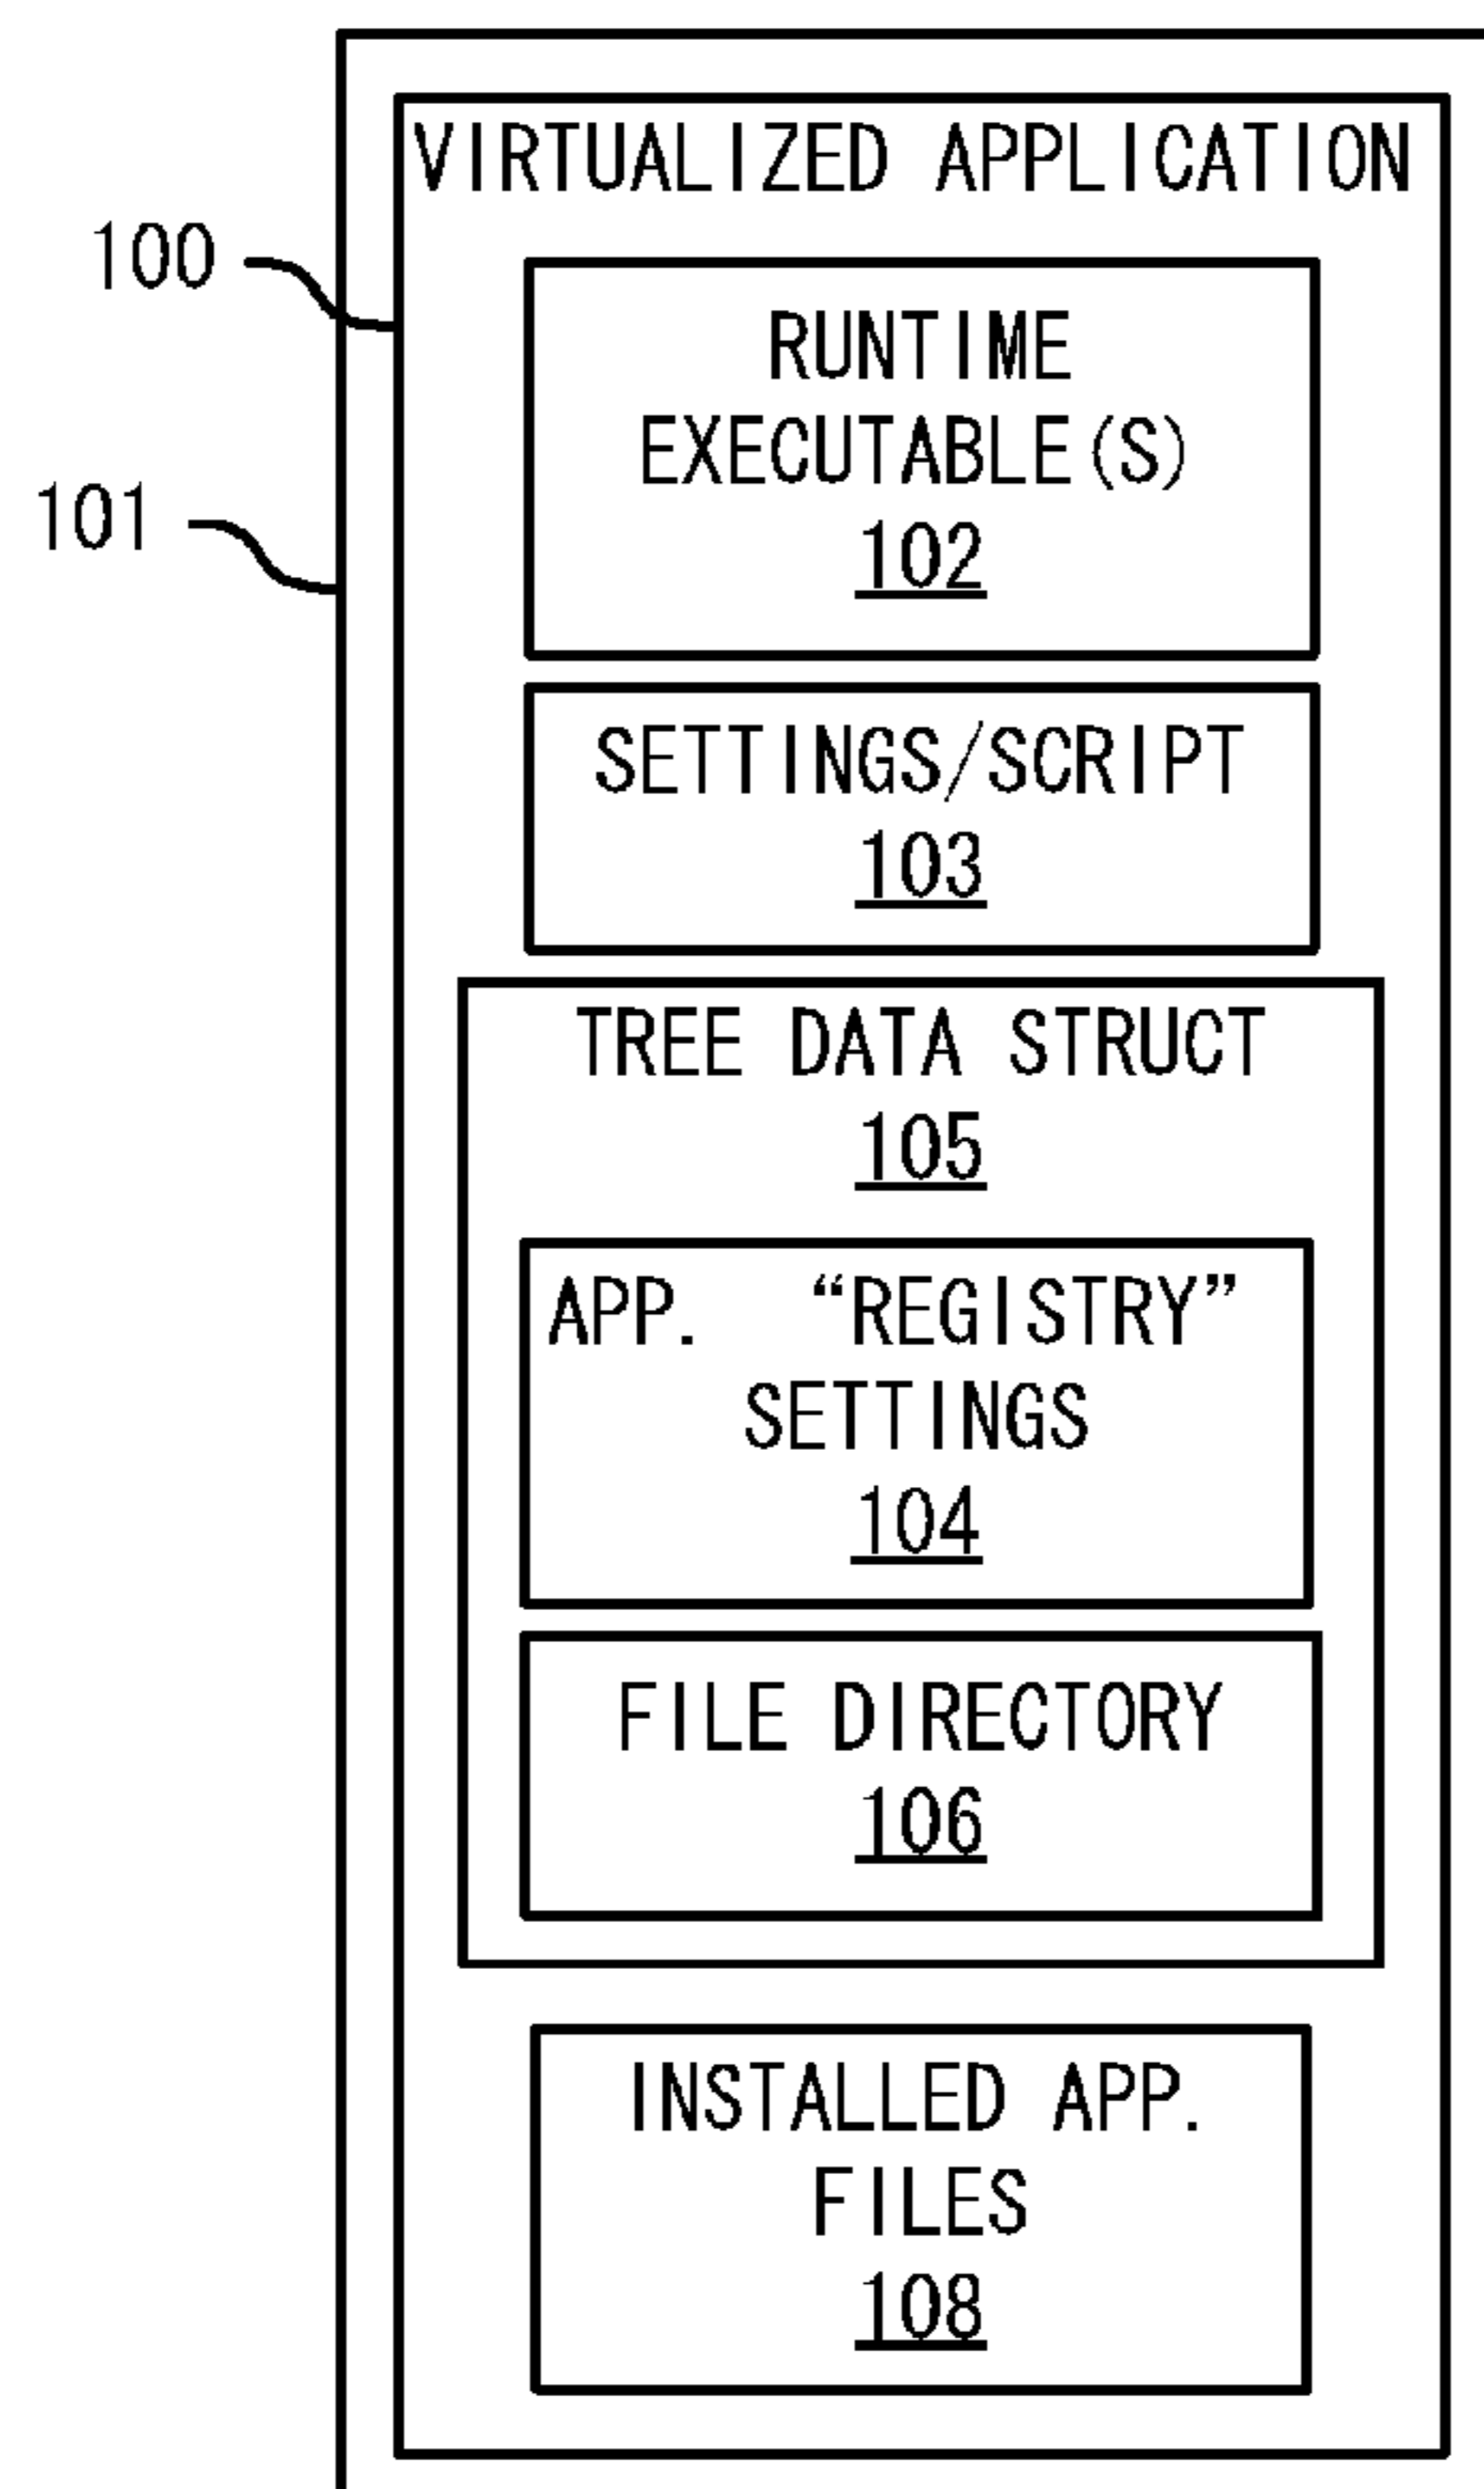 VIRTUALIZED APPLICATION
100
RUNTIME
EXECUTABLE(S)
102
101
SETTINGS/SCRIPT
103
TREE DATA STRUCT
105
APP. “REGISTRY”
SETTINGS
104
FILE DIRECTORY
106
INSTALLED APP.
FILES
108